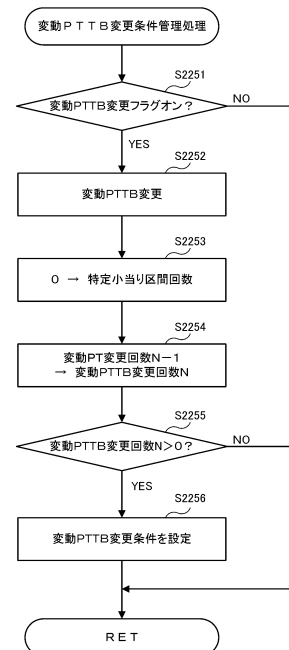 変動ＰＴＴＢ変更条件管理処理
S2251
変動PTTB変更フラグオン？
NO
YES
S2252
変動PTTB変更
S2253
０ → 特定小当り区間回数
S2254
変動PT変更回数N－1
→ 変動PTTB変更回数N
S2255
変動PTTB変更回数N>0？
NO
YES
S2256
変動PTTB変更条件を設定
ＲＥＴ